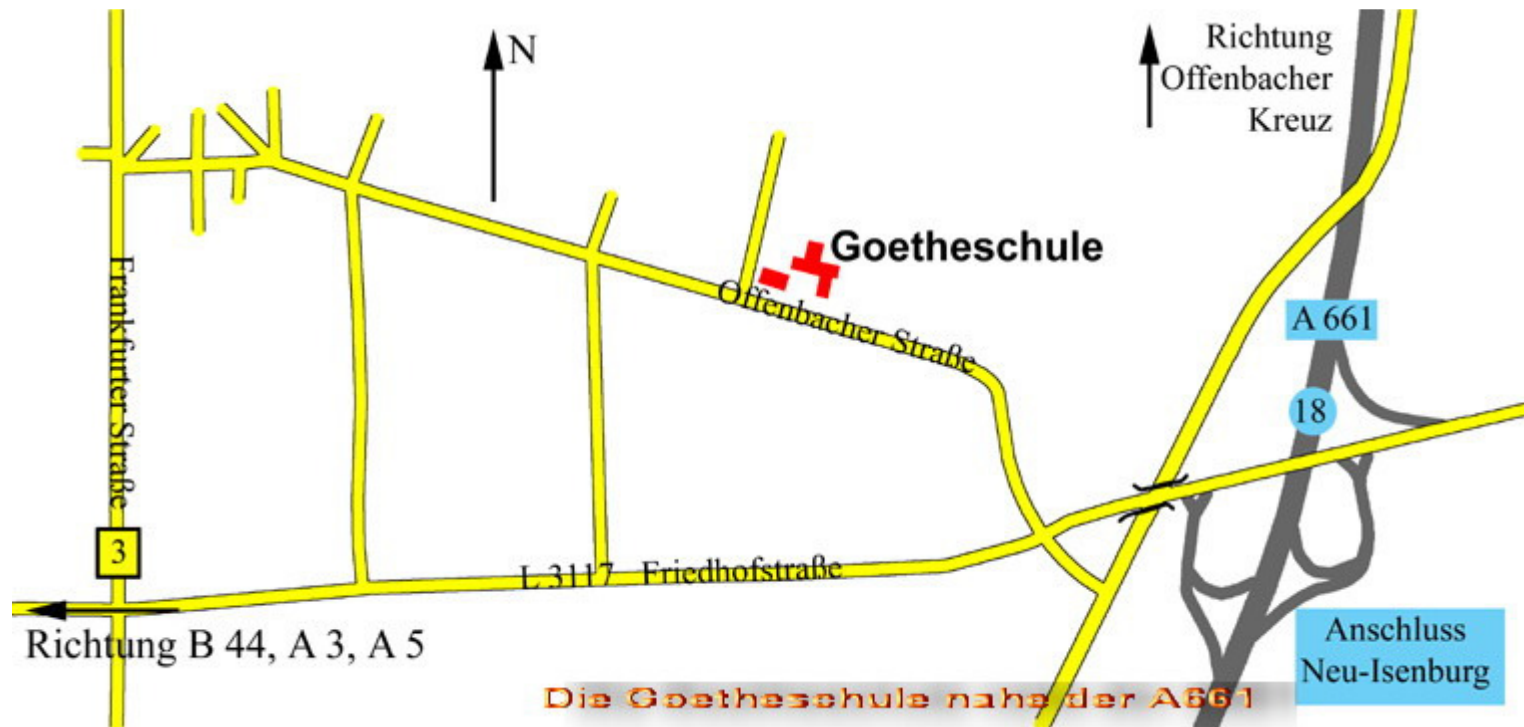 N
Richtung
Offenbacher
Kreuz
Goetheschule
Offenbacher Straße
Frankfurter Straße
A 661
18
3
L 3117 Friedhofstraße
Richtung B 44, A 3, A 5
Anschluss
Neu-Isenburg
Die Goetheschule nahe der A661